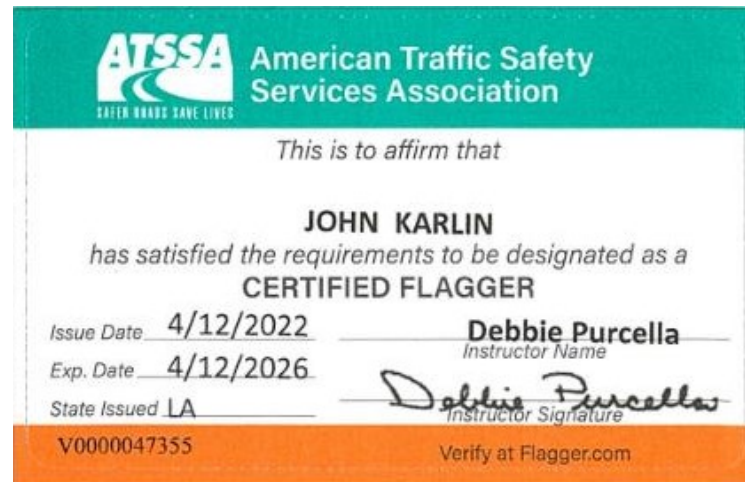 ATSSA
SAFER ROADS SAVE LIVES
American Traffic Safety
Services Association
This is to affirm that
JOHN KARLIN
has satisfied the requirements to be designated as a
CERTIFIED FLAGGER
Issue Date 4/12/2022
Debbie Purcella
Instructor Name
Exp. Date 4/12/2026
Debbie Purcella
Instructor Signature
State Issued LA
V0000047355
Verify at Flagger.com